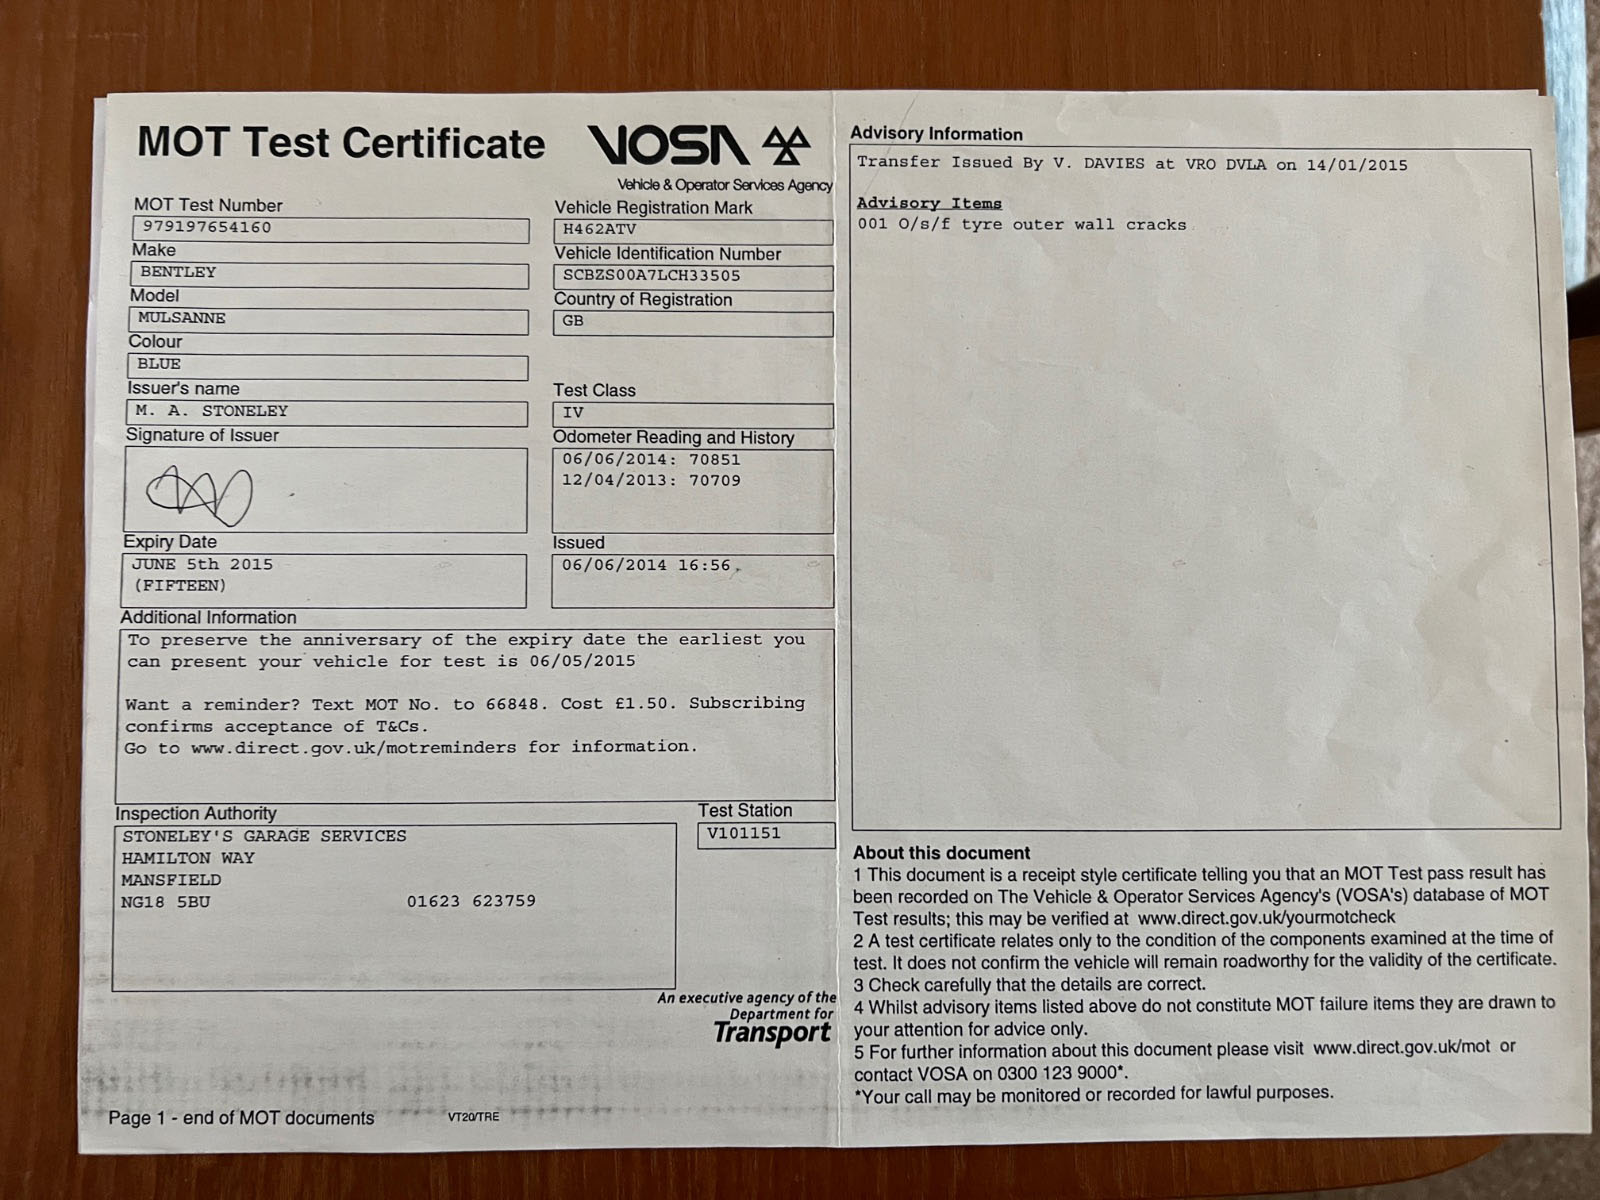 MOT Test Certificate
VOSA
Vehicle & Operator Services Agency
MOT Test Number
979197654160
Vehicle Registration Mark
H462ATV
Make
BENTLEY
Vehicle Identification Number
SCBZS00A7LCH33505
Model
MULSANNE
Country of Registration
GB
Colour
BLUE
Issuer's name
M. A. STONELEY
Test Class
IV
Signature of Issuer
Odometer Reading and History
06/06/2014: 70851
12/04/2013: 70709
Expiry Date
JUNE 5th 2015
(FIFTEEN)
Issued
06/06/2014 16:56
Additional Information
To preserve the anniversary of the expiry date the earliest you
can present your vehicle for test is 06/05/2015
Want a reminder? Text MOT No. to 66848. Cost £1.50. Subscribing
confirms acceptance of T&Cs.
Go to www.direct.gov.uk/motreminders for information.
Inspection Authority
STONELEY'S GARAGE SERVICES
HAMILTON WAY
MANSFIELD
NG18 5BU 01623 623759
Test Station
V101151
An executive agency of the
Department for
Transport
Page 1 - end of MOT documents VT20/TRE
Advisory Information
Transfer Issued By V. DAVIES at VRO DVLA on 14/01/2015
Advisory Items
001 O/s/f tyre outer wall cracks
About this document
1 This document is a receipt style certificate telling you that an MOT Test pass result has
been recorded on The Vehicle & Operator Services Agency's (VOSA's) database of MOT
Test results; this may be verified at www.direct.gov.uk/yourmotcheck
2 A test certificate relates only to the condition of the components examined at the time of
test. It does not confirm the vehicle will remain roadworthy for the validity of the certificate.
3 Check carefully that the details are correct.
4 Whilst advisory items listed above do not constitute MOT failure items they are drawn to
your attention for advice only.
5 For further information about this document please visit www.direct.gov.uk/mot or
contact VOSA on 0300 123 9000*.
*Your call may be monitored or recorded for lawful purposes.